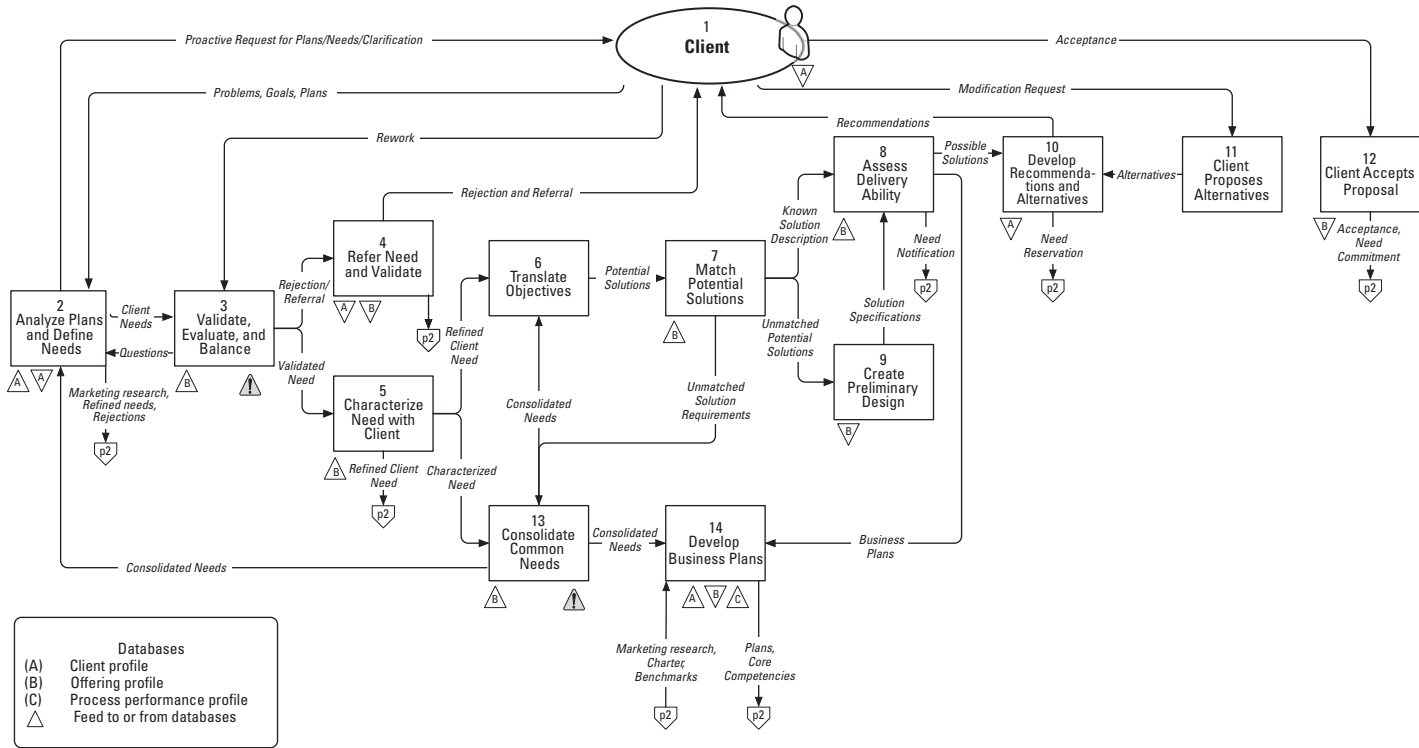 1
Client
A
Proactive Request for Plans/Needs/Clarification
Acceptance
Problems, Goals, Plans
Modification Request
Rework
Recommendations
Rejection and Referral
2
Analyze Plans
and Define
Needs
A
A
Client
Needs
Questions
Marketing research,
Refined needs,
Rejections
p2
3
Validate,
Evaluate, and
Balance
B
!
Rejection/
Referral
Validated
Need
4
Refer Need
and Validate
A
B
p2
5
Characterize
Need with
Client
B
Refined Client
Need
p2
Refined
Client
Need
Characterized
Need
6
Translate
Objectives
Potential
Solutions
Consolidated
Needs
7
Match
Potential
Solutions
B
Known
Solution
Description
Unmatched
Potential
Solutions
Unmatched
Solution
Requirements
8
Assess
Delivery
Ability
B
Possible
Solutions
Need
Notification
p2
Solution
Specifications
9
Create
Preliminary
Design
B
10
Develop
Recommenda-
tions and
Alternatives
A
Need
Reservation
p2
Alternatives
11
Client
Proposes
Alternatives
12
Client Accepts
Proposal
B
Acceptance,
Need
Commitment
p2
13
Consolidate
Common
Needs
B
!
Consolidated
Needs
Consolidated Needs
14
Develop
Business Plans
A
B
C
Business
Plans
Marketing research,
Charter,
Benchmarks
p2
Plans,
Core
Competencies
p2
Databases
(A) Client profile
(B) Offering profile
(C) Process performance profile
Feed to or from databases